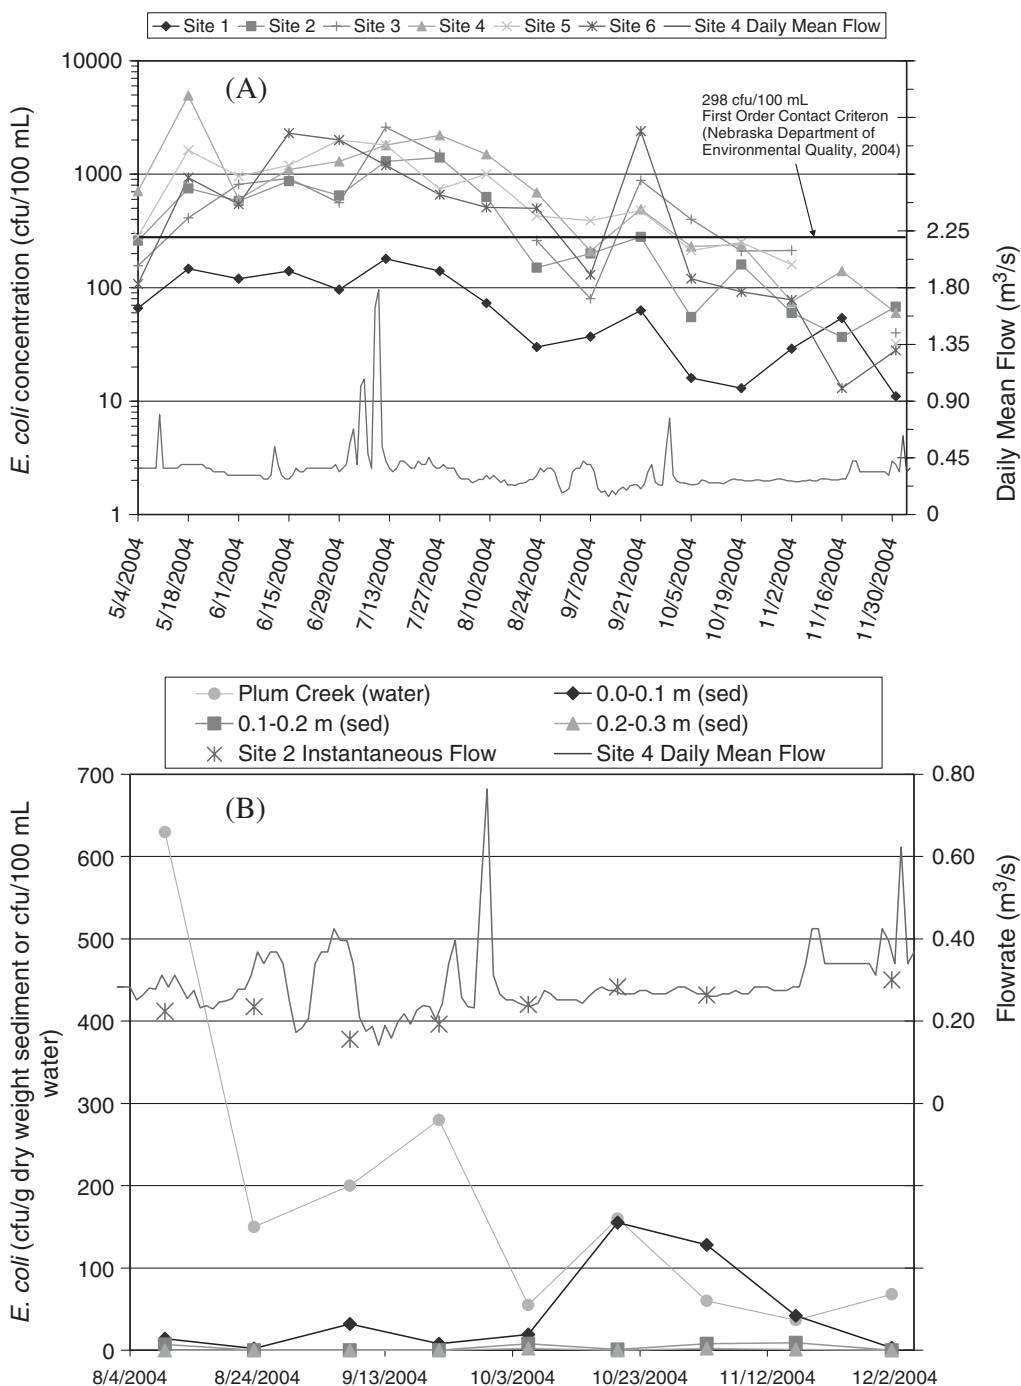 Site 1 Site 2 Site 3 Site 4 Site 5 Site 6 Site 4 Daily Mean Flow
(A)
E. coli concentration (cfu/100 mL)
10000
1000
100
10
1
298 cfu/100 mL
First Order Contact Criteron
(Nebraska Department of
Environmental Quality, 2004)
2.25
1.80
1.35
0.90
0.45
0
Daily Mean Flow (m³/s)
5/4/2004
5/18/2004
6/1/2004
6/15/2004
6/29/2004
7/13/2004
7/27/2004
8/10/2004
8/24/2004
9/7/2004
9/21/2004
10/5/2004
10/19/2004
11/2/2004
11/16/2004
11/30/2004
Plum Creek (water) 0.0-0.1 m (sed)
0.1-0.2 m (sed) 0.2-0.3 m (sed)
Site 2 Instantaneous Flow Site 4 Daily Mean Flow
(B)
E. coli (cfu/g dry weight sediment or cfu/100 mL
water)
700
600
500
400
300
200
100
0
0.80
0.60
0.40
0.20
0
Flowrate (m³/s)
8/4/2004 8/24/2004 9/13/2004 10/3/2004 10/23/2004 11/12/2004 12/2/2004